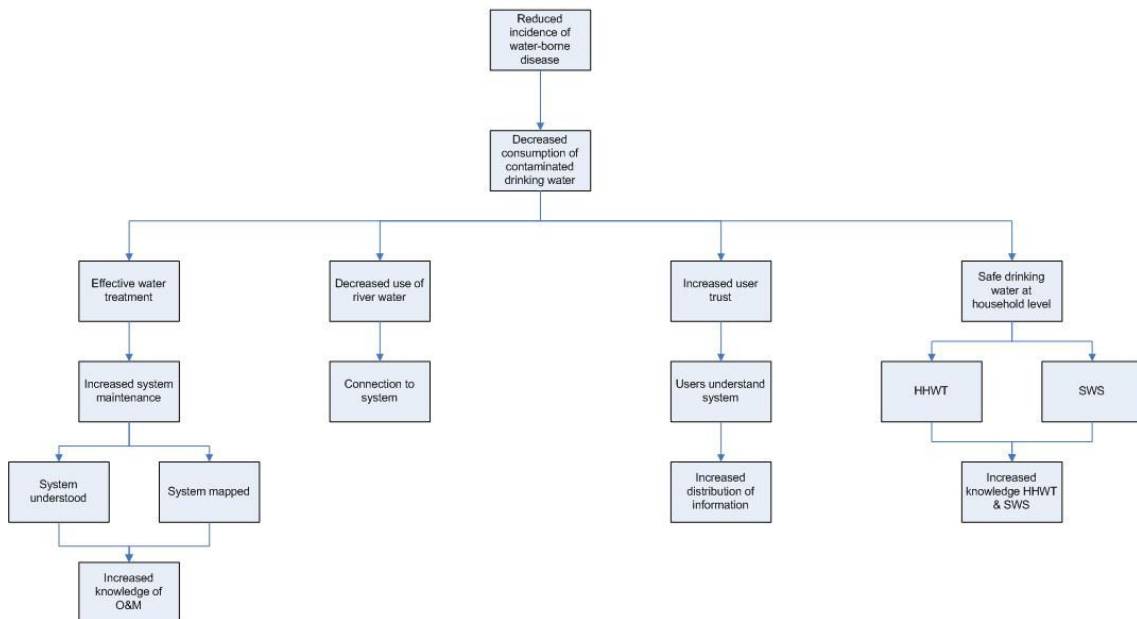 Reduced
incidence of
water-borne
disease
Decreased
consumption of
contaminated
drinking water
Effective water
treatment
Decreased use of
river water
Increased user
trust
Safe drinking
water at
household level
Increased system
maintenance
Connection to
system
Users understand
system
HHWT
SWS
System
understood
System mapped
Increased
distribution of
information
Increased
knowledge HHWT
& SWS
Increased
knowledge of
O&M